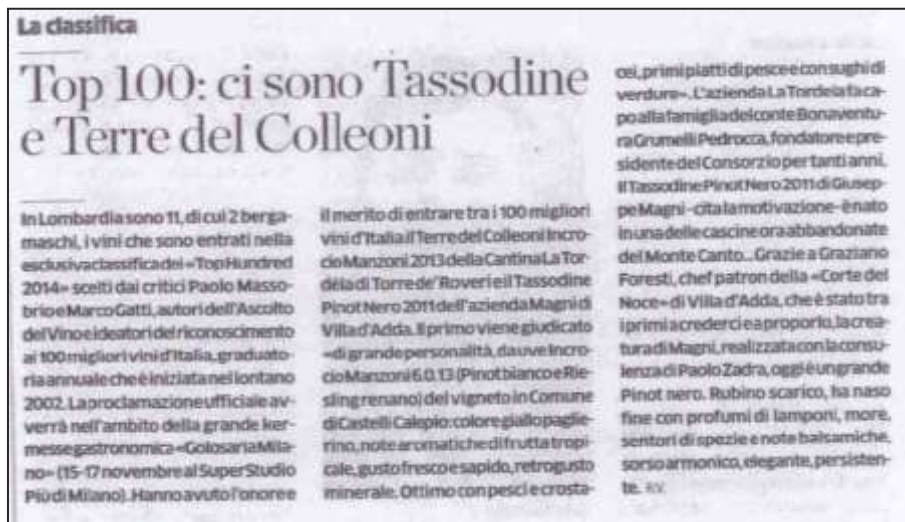 La classifica
Top 100: ci sono Tassodine
e Terre del Colleoni
In Lombardia sono 11, di cui 2 berga-
maschi, i vini che sono entrati nella
esclusiva classifica dei «Top Hundred
2014» scelti dai critici Paolo Masso-
brio e Marco Gatti, autori dell'Ascolto
del Vino e ideatori del riconoscimento
ai 100 migliori vini d'Italia, graduato-
ria annuale che è iniziata nel lontano
2002. La proclamazione ufficiale av-
verrà nell'ambito della grande ker-
messe gastronomica «Golosaria Mila-
no» (15-17 novembre al SuperStudio
Più di Milano). Hanno avuto l'onore e
il merito di entrare tra i 100 migliori
vini d'Italia il Terre del Colleoni Incro-
cio Manzoni 2013 della Cantina La Tor-
dèla di Torre de' Roveri e il Tassodine
Pinot Nero 2011 dell'azienda Magni di
Villa d'Adda. Il primo viene giudicato
«di grande personalità, da uve Incro-
cio Manzoni 6.0.13 (Pinot bianco e Rie-
sling renano) del vigneto in Comune
di Castelli Calepio: colore giallo paglie-
rino, note aromatiche di frutta tropi-
cale, gusto fresco e sapido, retrogusto
minerale. Ottimo con pesci e crosta-
cei, primi piatti di pesce e con sughi di
verdure». L'azienda La Tordela fa ca-
po alla famiglia del conte Bonaventu-
ra Grumelli Pedrocca, fondatore e pre-
sidente del Consorzio per tanti anni.
Il Tassodine Pinot Nero 2011 di Giusep-
pe Magni - cita la motivazione - è nato
in una delle cascine ora abbandonate
del Monte Canto... Grazie a Graziano
Foresti, chef patron della «Corte del
Noce» di Villa d'Adda, che è stato tra
i primi a crederci e a proporlo, la crea-
tura di Magni, realizzata con la consu-
lenza di Paolo Zadra, oggi è un grande
Pinot nero. Rubino scarico, ha naso
fine con profumi di lamponi, more,
sentori di spezie e note balsamiche,
sorso armonico, elegante, persisten-
te. R.V.